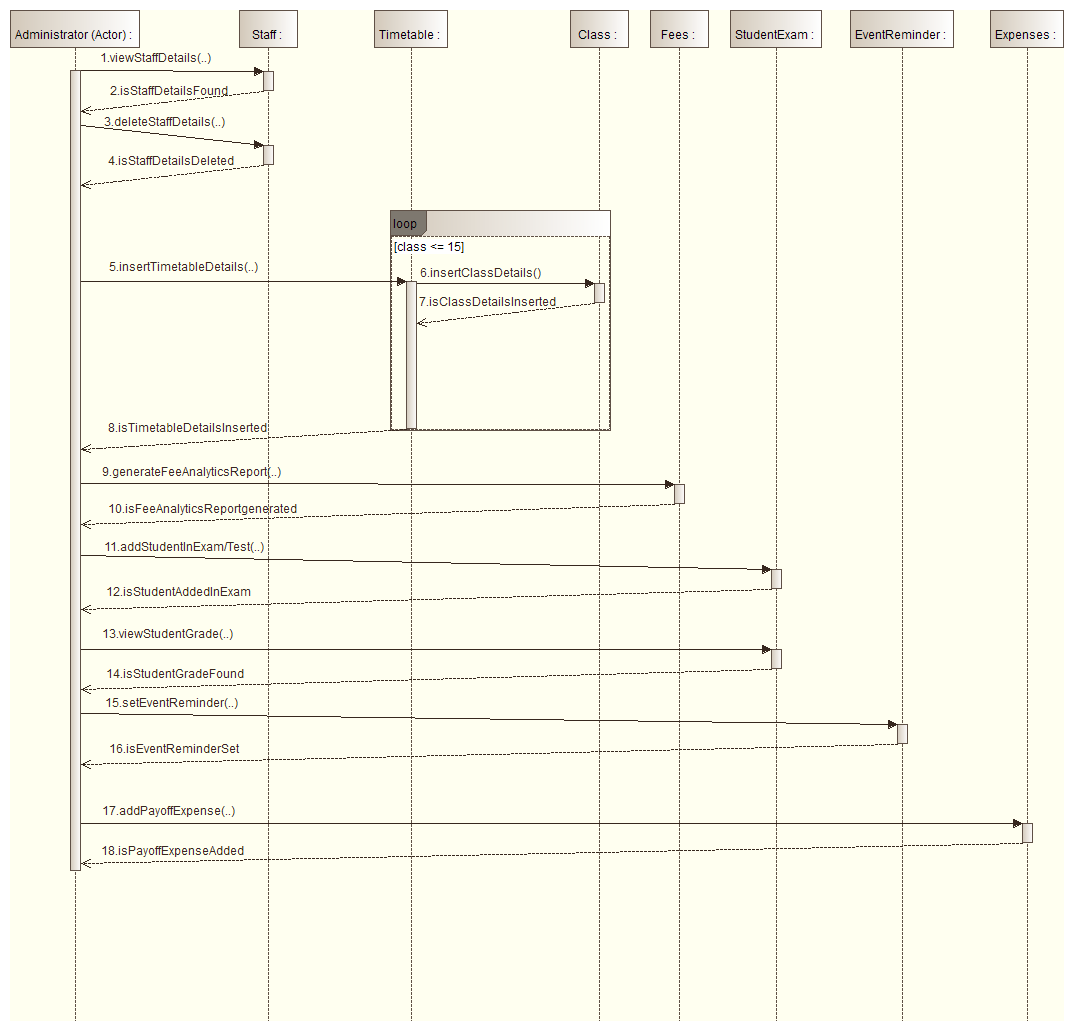 Administrator (Actor) :
Staff :
Timetable :
Class :
Fees :
StudentExam :
EventReminder :
Expenses :
1.viewStaffDetails(..)
2.isStaffDetailsFound
3.deleteStaffDetails(..)
4.isStaffDetailsDeleted
loop
[class <= 15]
5.insertTimetableDetails(..)
6.insertClassDetails()
7.isClassDetailsInserted
8.isTimetableDetailsInserted
9.generateFeeAnalyticsReport(..)
10.isFeeAnalyticsReportgenerated
11.addStudentInExam/Test(..)
12.isStudentAddedInExam
13.viewStudentGrade(..)
14.isStudentGradeFound
15.setEventReminder(..)
16.isEventReminderSet
17.addPayoffExpense(..)
18.isPayoffExpenseAdded